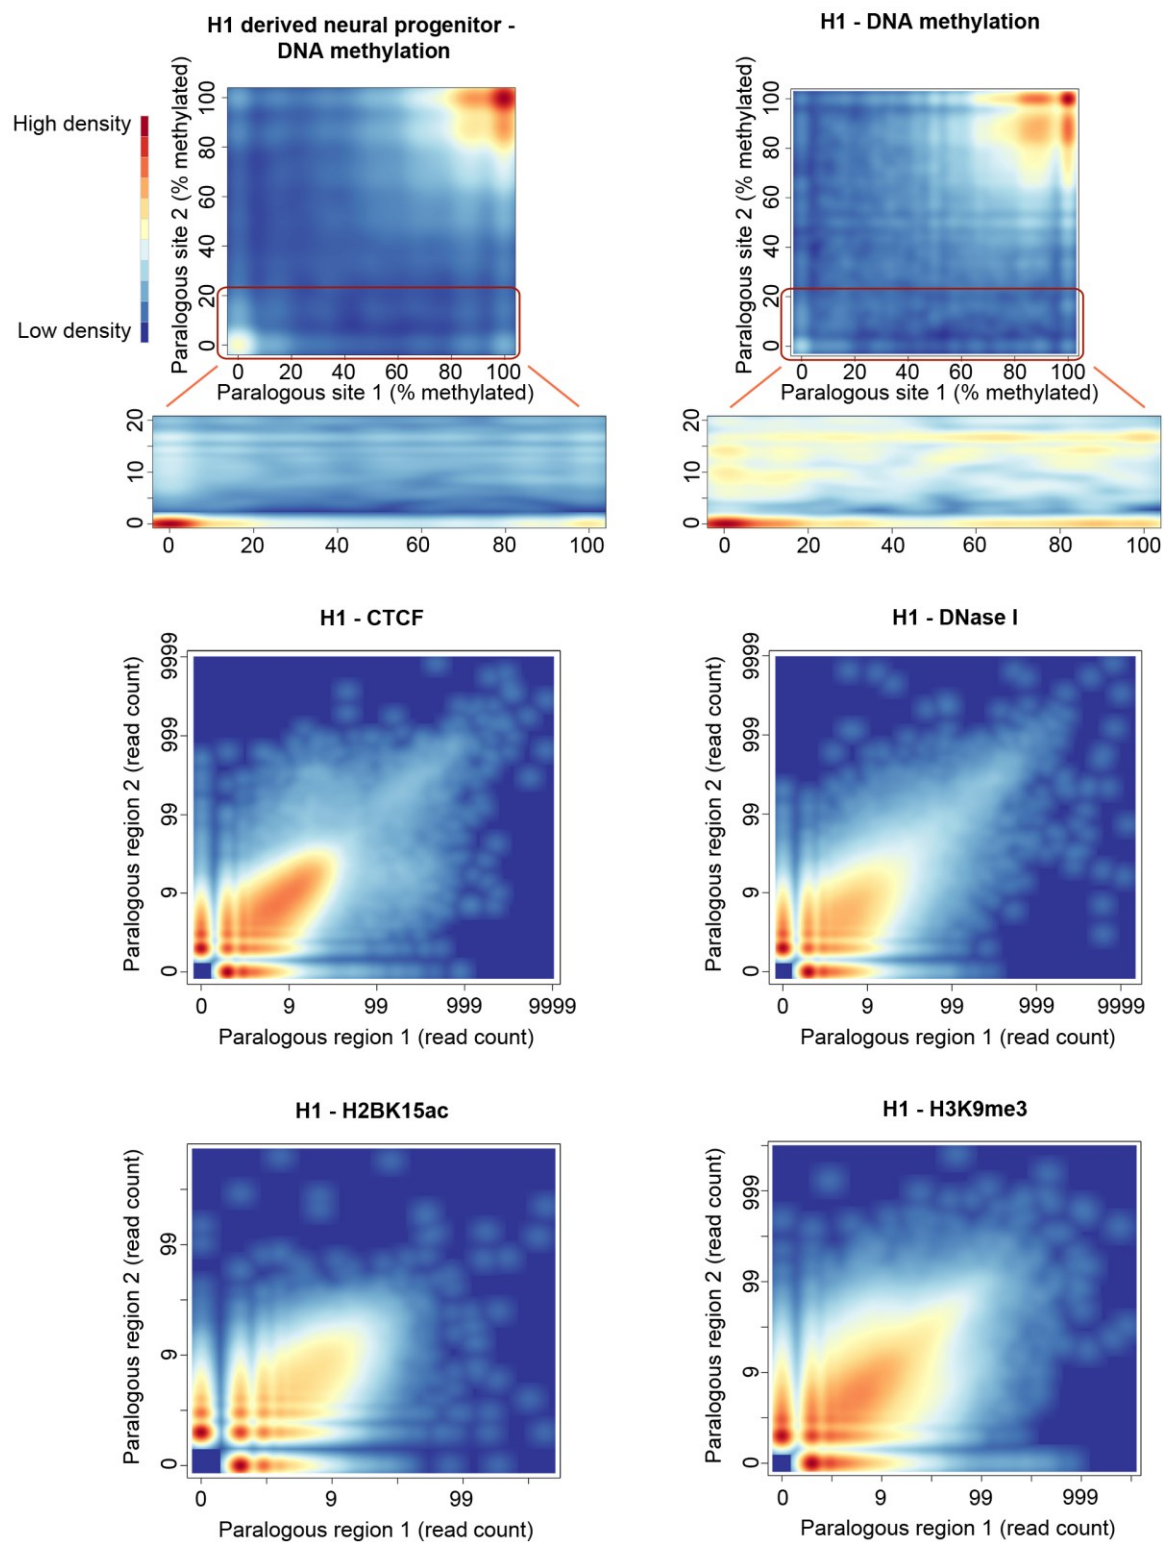 H1 derived neural progenitor -
DNA methylation
H1 - DNA methylation
High density
Low density
Paralogous site 2 (% methylated)
100
80
60
40
20
0
0 20 40 60 80 100
Paralogous site 1 (% methylated)
Paralogous site 2 (% methylated)
100
80
60
40
20
0
0 20 40 60 80 100
Paralogous site 1 (% methylated)
20
10
0
0 20 40 60 80 100
20
10
0
0 20 40 60 80 100
H1 - CTCF
Paralogous region 2 (read count)
9999
999
99
9
0
0 9 99 999 9999
Paralogous region 1 (read count)
H1 - DNase I
Paralogous region 2 (read count)
9999
999
99
9
0
0 9 99 999 9999
Paralogous region 1 (read count)
H1 - H2BK15ac
Paralogous region 2 (read count)
99
9
0
0 9 99
Paralogous region 1 (read count)
H1 - H3K9me3
Paralogous region 2 (read count)
999
99
9
0
0 9 99 999
Paralogous region 1 (read count)